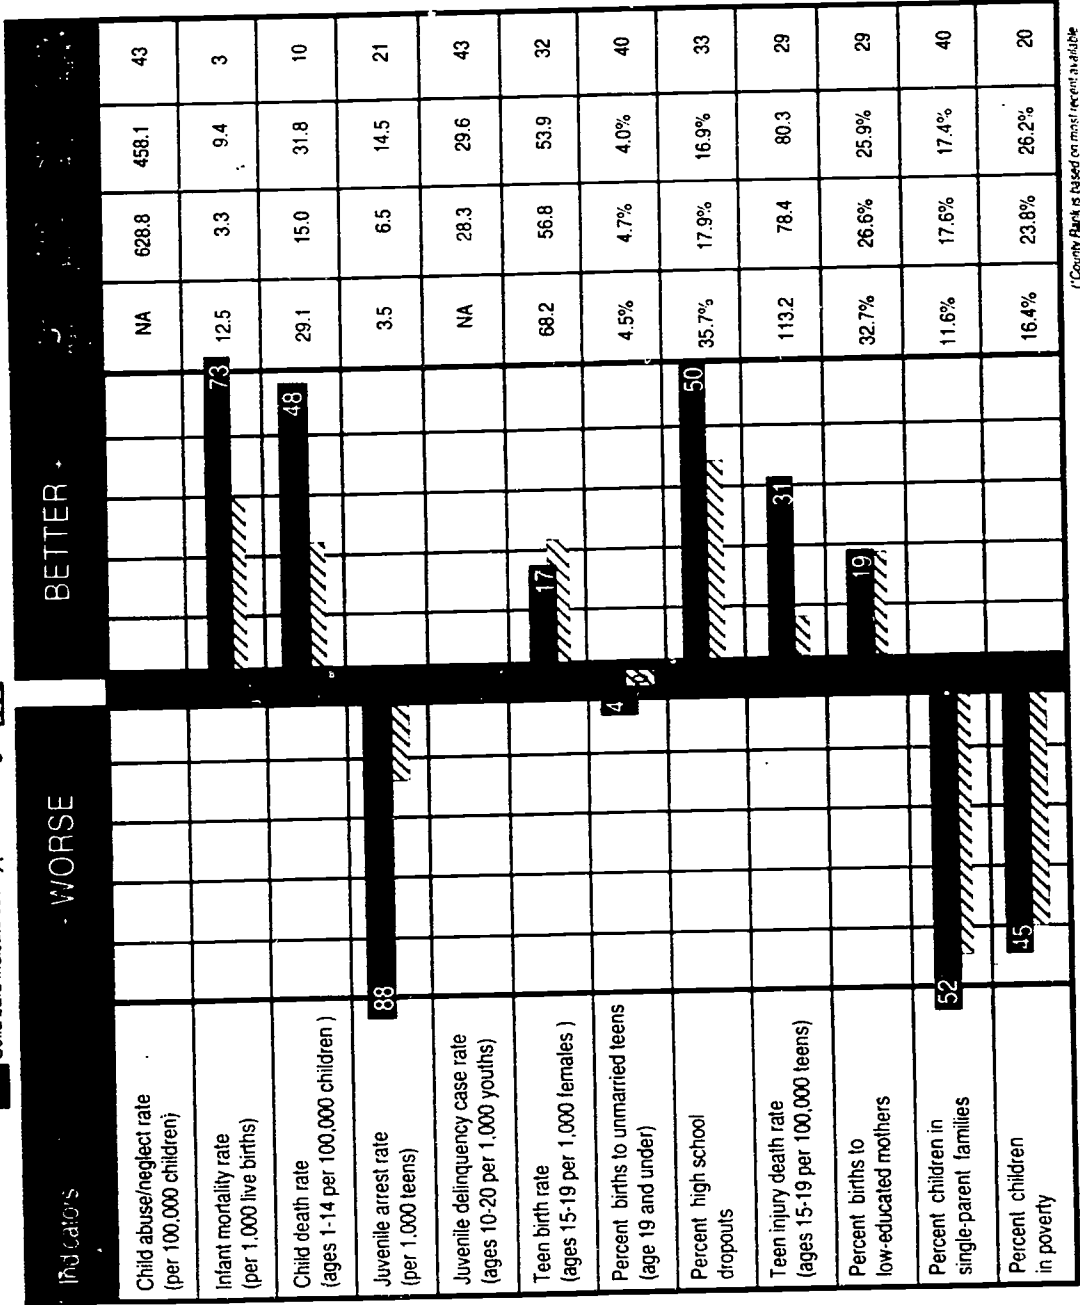 Indicators
- WORSE
BETTER +
Child abuse/neglect rate
(per 100,000 children)
NA 628.8 458.1 43
Infant mortality rate
(per 1,000 live births)
73 12.5 3.3 9.4 3
Child death rate
(ages 1-14 per 100,000 children )
48 29.1 15.0 31.8 10
Juvenile arrest rate
(per 1,000 teens)
88 3.5 6.5 14.5 21
Juvenile delinquency case rate
(ages 10-20 per 1,000 youths)
NA 28.3 29.6 43
Teen birth rate
(ages 15-19 per 1,000 females )
17 68.2 56.8 53.9 32
Percent births to unmarried teens
(age 19 and under)
4 4.5% 4.7% 4.0% 40
Percent high school
dropouts
50 35.7% 17.9% 16.9% 33
Teen injury death rate
(ages 15-19 per 100,000 teens)
31 113.2 78.4 80.3 29
Percent births to
low-educated mothers
19 32.7% 26.6% 25.9% 29
Percent children in
single-parent families
52 11.6% 17.6% 17.4% 40
Percent children
in poverty
45 16.4% 23.8% 26.2% 20
(*County Rank is based on most recent available